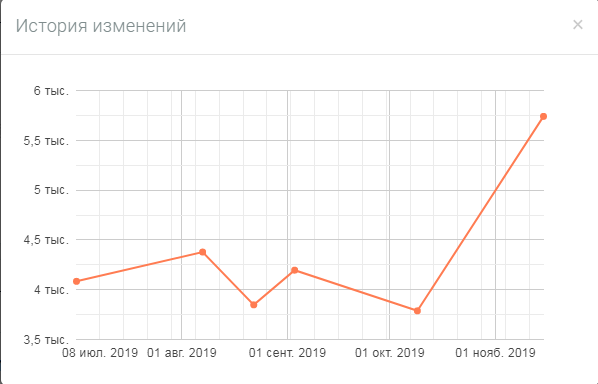 История изменений
×
6 тыс.
5,5 тыс.
5 тыс.
4,5 тыс.
4 тыс.
3,5 тыс.
08 июл. 2019 01 авг. 2019 01 сент. 2019 01 окт. 2019 01 нояб. 2019